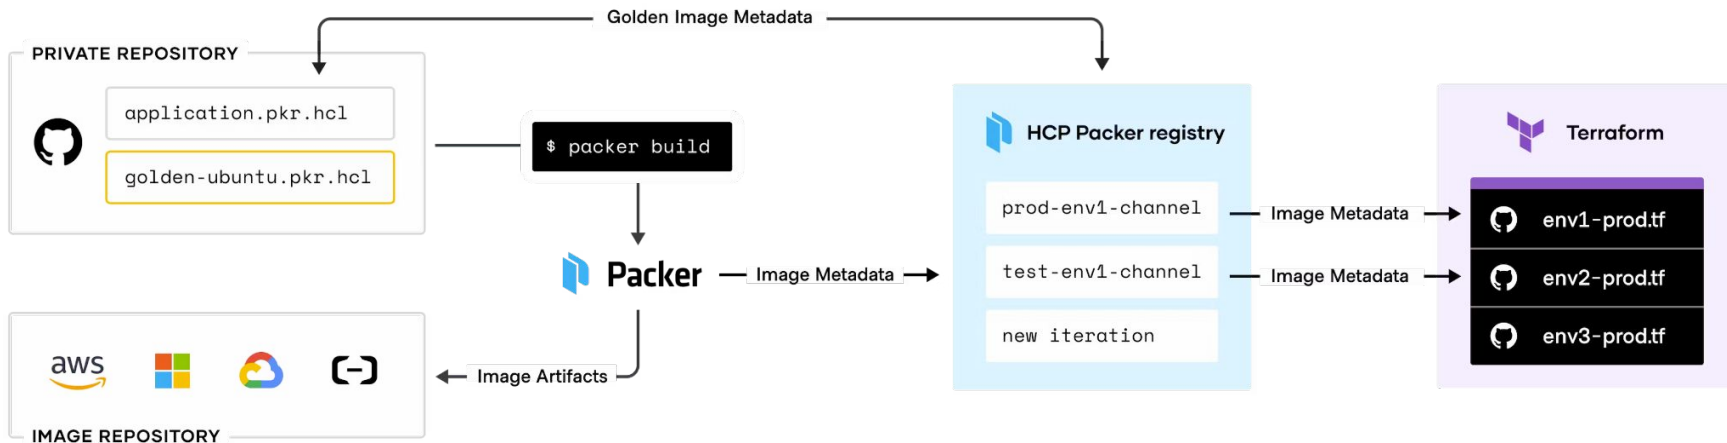 Golden Image Metadata
PRIVATE REPOSITORY
application.pkr.hcl
golden-ubuntu.pkr.hcl
$ packer build
Packer
Image Metadata
Image Artifacts
aws
IMAGE REPOSITORY
HCP Packer registry
prod-env1-channel
test-env1-channel
new iteration
Image Metadata
Image Metadata
Terraform
env1-prod.tf
env2-prod.tf
env3-prod.tf